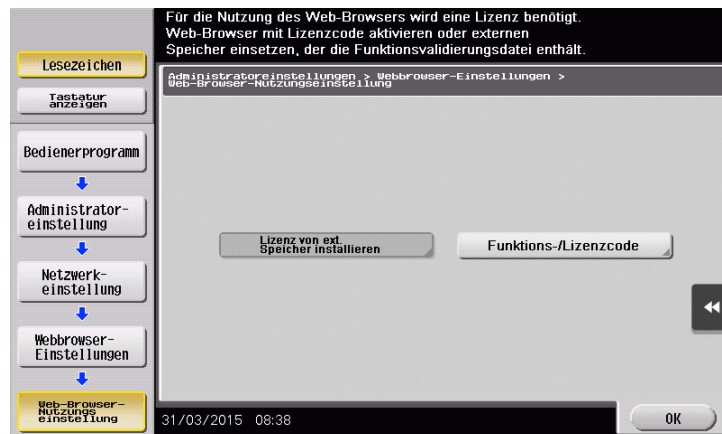 Für die Nutzung des Web-Browsers wird eine Lizenz benötigt.
Web-Browser mit Lizenzcode aktivieren oder externen
Speicher einsetzen, der die Funktionsvalidierungsdatei enthält.
Lesezeichen
Tastatur
anzeigen
Bedienerprogramm
Administrator-
einstellung
Netzwerk-
einstellung
Webbrowser-
Einstellungen
Web-Browser-
Nutzungs
einstellung
Administratoreinstellungen > Webbrowser-Einstellungen >
Web-Browser-Nutzungseinstellung
Lizenz von ext.
Speicher installieren
Funktions-/Lizenzcode
31/03/2015 08:38
OK